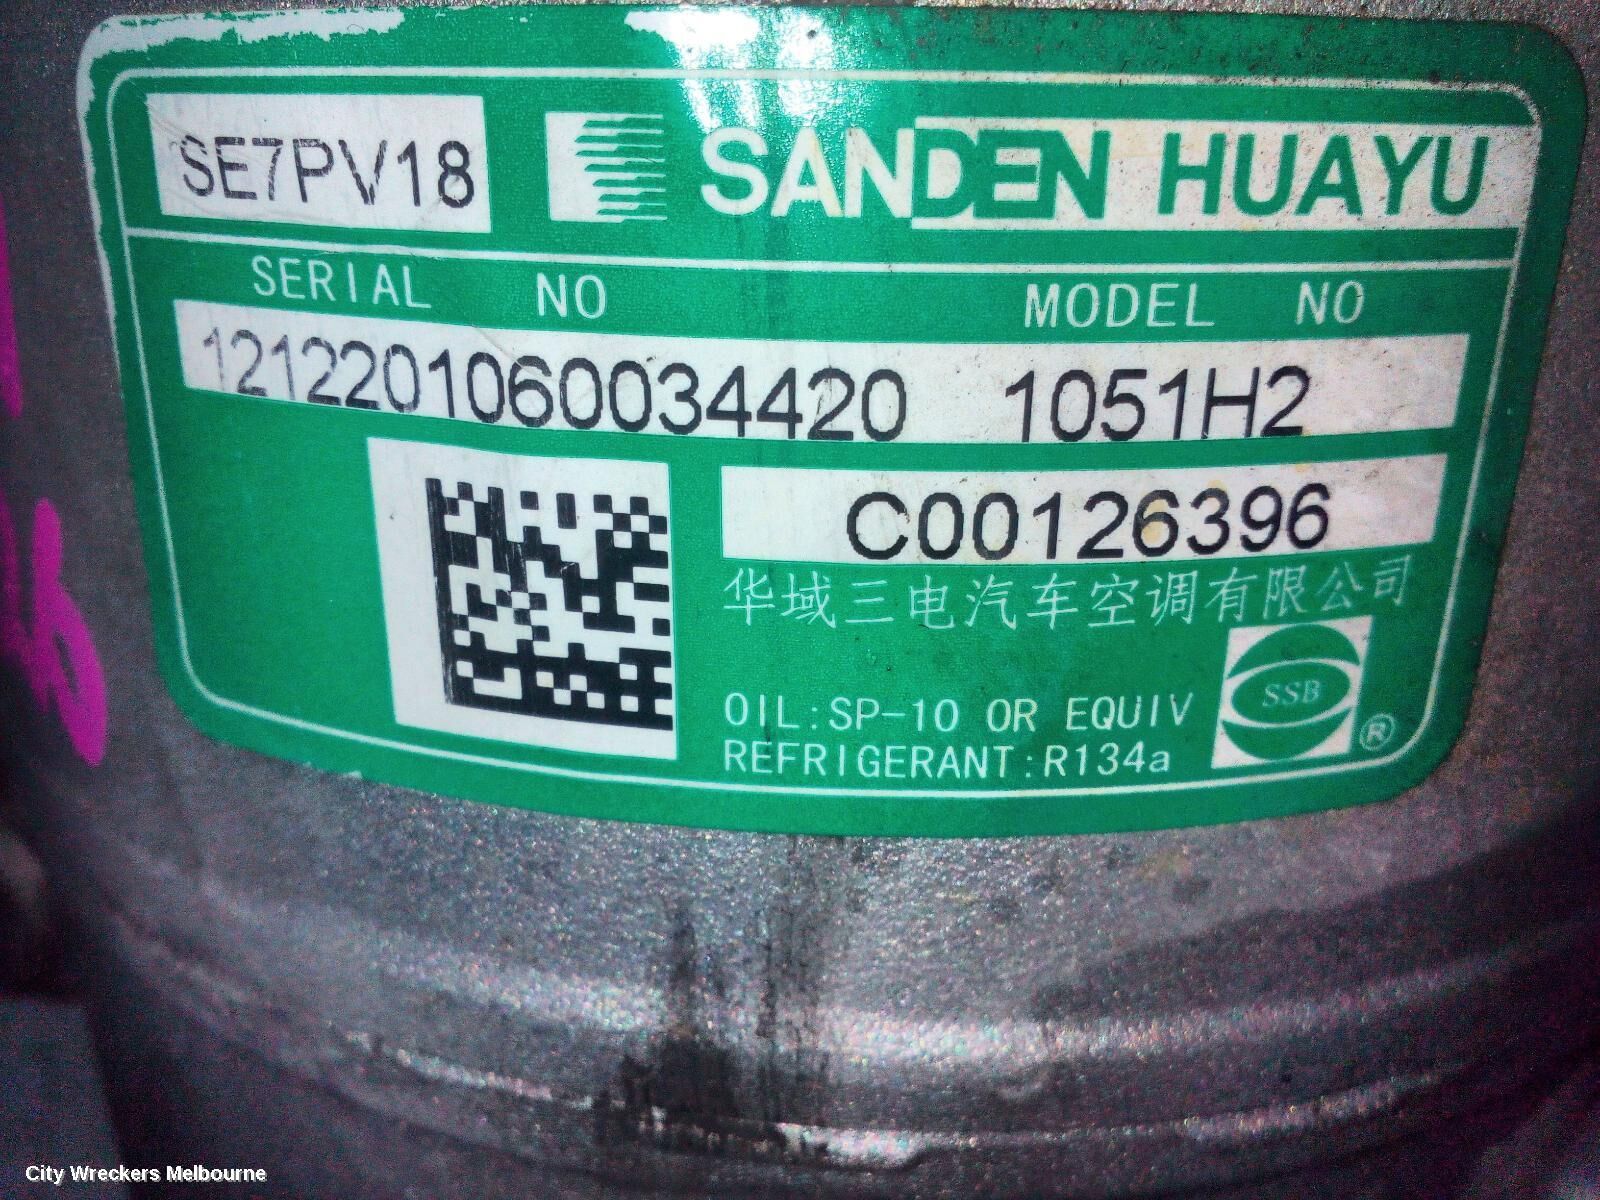 SE7PV18 SANDEN HUAYU
SERIAL NO MODEL NO
1212201060034420 1051H2
C00126396
华域三电汽车空调有限公司
SSB
OIL:SP-10 OR EQUIV
REFRIGERANT:R134a ®
City Wreckers Melbourne